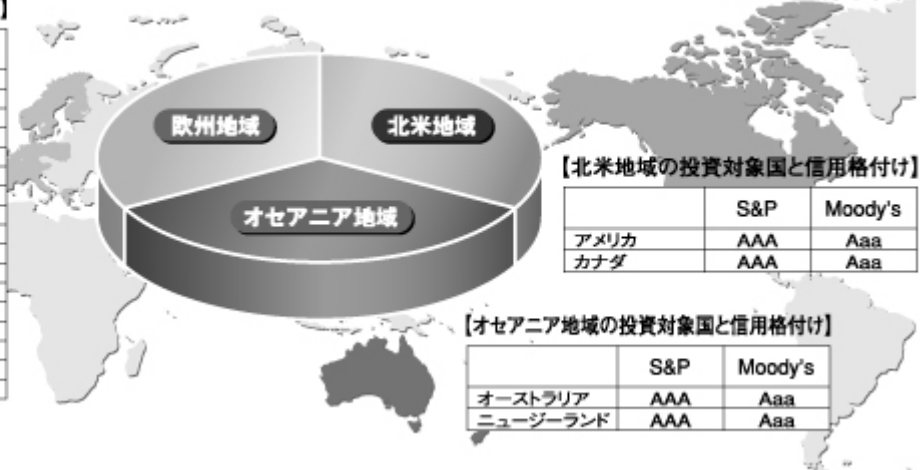 】
欧州地域
北米地域
オセアニア地域
【北米地域の投資対象国と信用格付け】
S&P Moody's
アメリカ AAA Aaa
カナダ AAA Aaa
【オセアニア地域の投資対象国と信用格付け】
S&P Moody's
オーストラリア AAA Aaa
ニュージーランド AAA Aaa